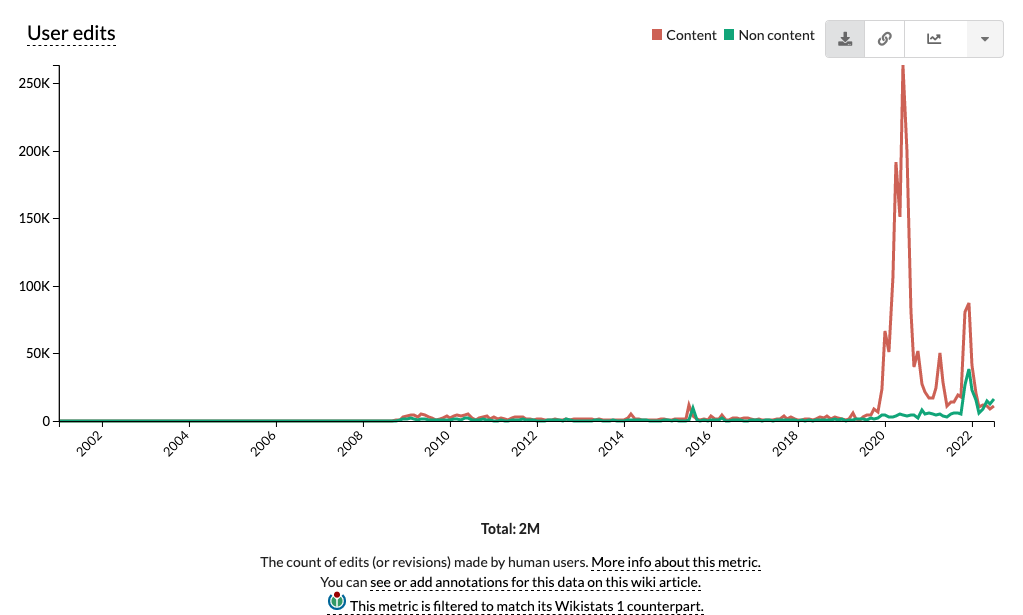 User edits
Content Non content
250K
200K
150K
100K
50K
0
2002 2004 2006 2008 2010 2012 2014 2016 2018 2020 2022
Total: 2M
The count of edits (or revisions) made by human users. More info about this metric.
You can see or add annotations for this data on this wiki article.
This metric is filtered to match its Wikistats 1 counterpart.